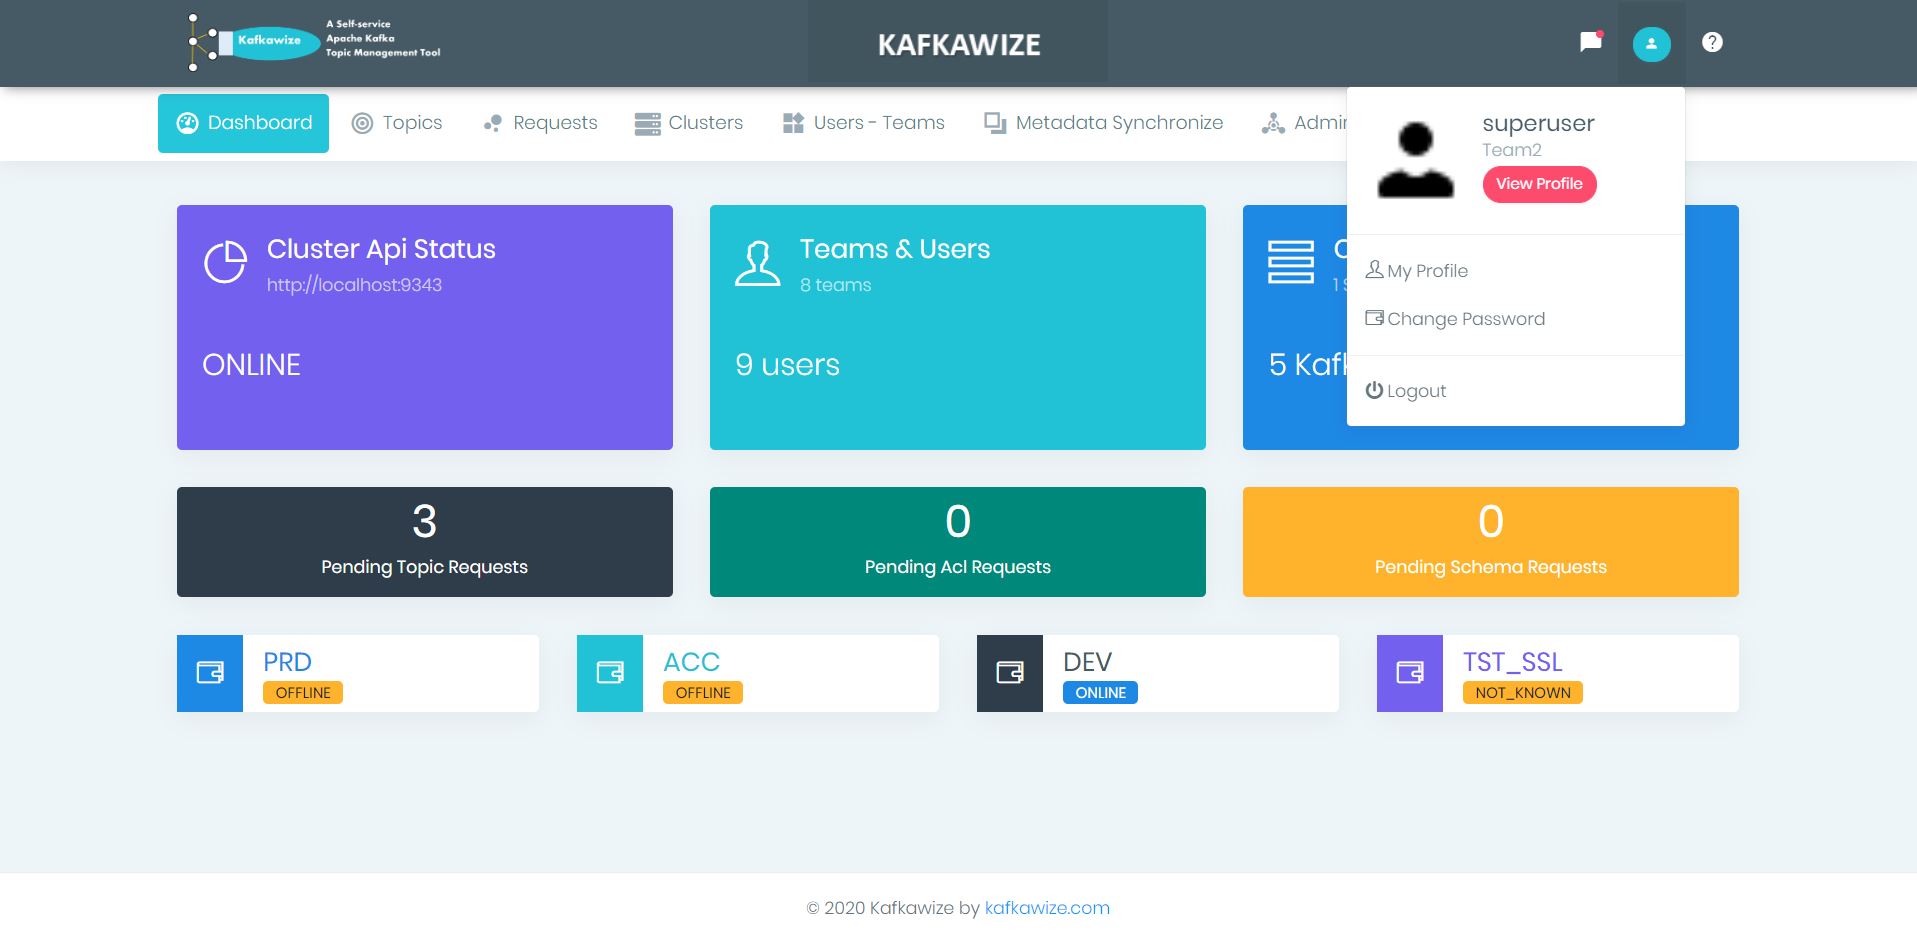 Kafkawize
A Self-service
Apache Kafka
Topic Management Tool
KAFKAWIZE
Dashboard
Topics
Requests
Clusters
Users - Teams
Metadata Synchronize
superuser
Team2
View Profile
My Profile
Change Password
Logout
Cluster Api Status
http://localhost:9343
ONLINE
Teams & Users
8 teams
9 users
5
3
Pending Topic Requests
0
Pending Acl Requests
0
Pending Schema Requests
PRD
OFFLINE
ACC
OFFLINE
DEV
ONLINE
TST_SSL
NOT_KNOWN
© 2020 Kafkawize by kafkawize.com